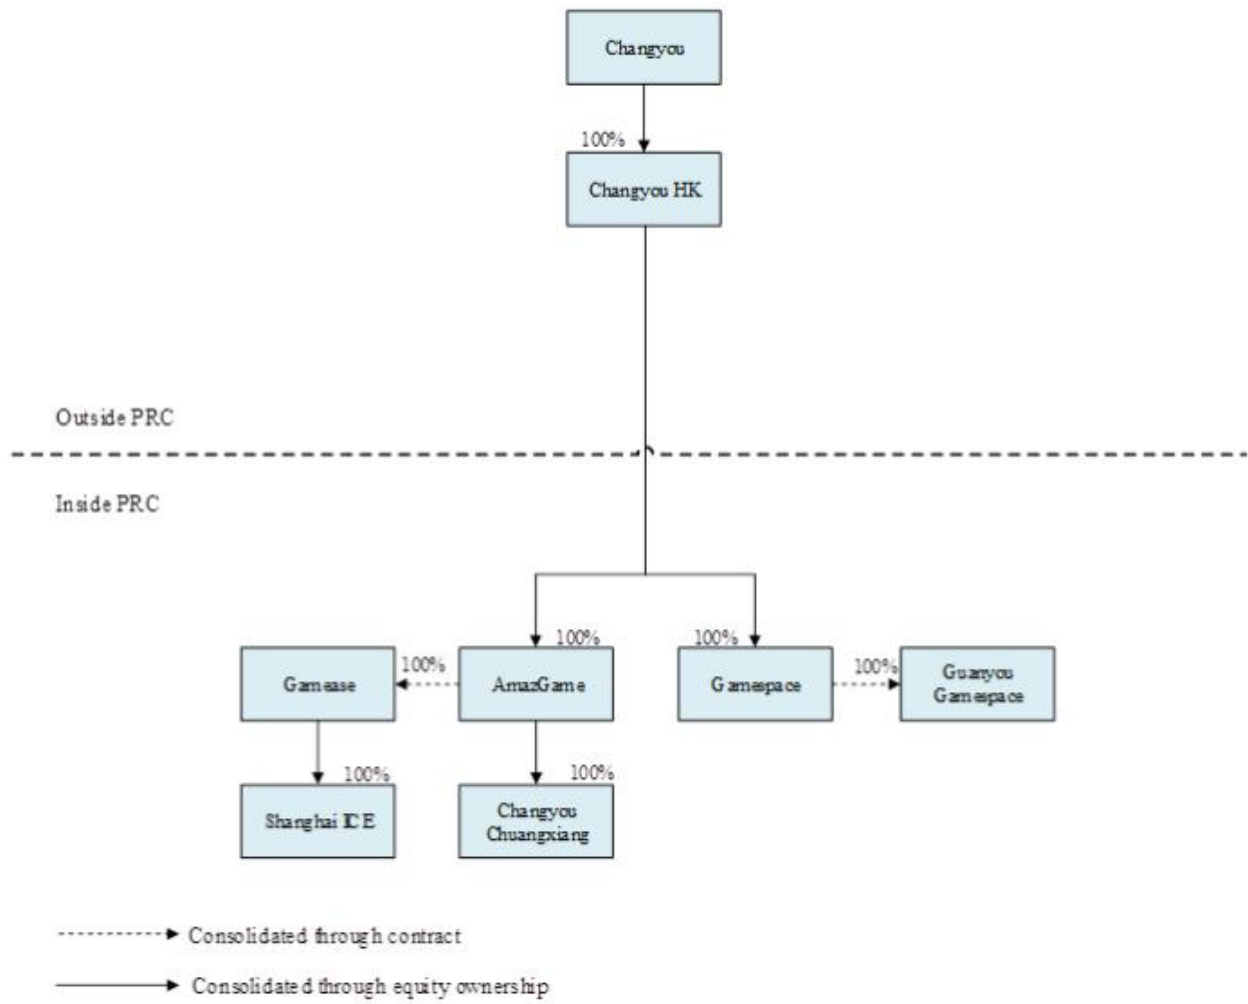 Changyou
100%
Changyou HK
Outside PRC
Inside PRC
100%
100%
Gamease
100%
AmazGame
Gamespace
100%
Guanyou
Gamespace
100%
100%
Shanghai ICE
Changyou
Chuangxiang
Consolidated through contract
Consolidated through equity ownership